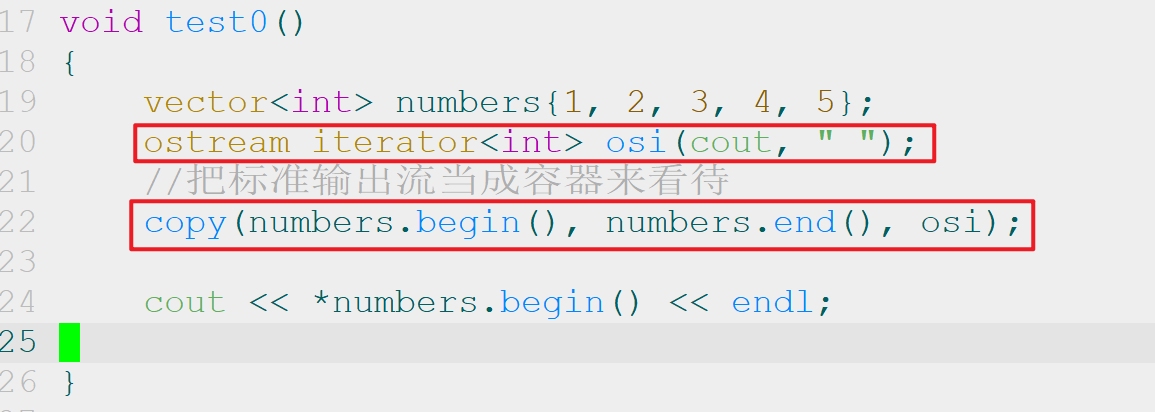 17 void test0()
18 {
19     vector<int> numbers{1, 2, 3, 4, 5};
20     ostream_iterator<int> osi(cout, " ");
21     //把标准输出流当成容器来看待
22     copy(numbers.begin(), numbers.end(), osi);
23
24     cout << *numbers.begin() << endl;
25
26 }